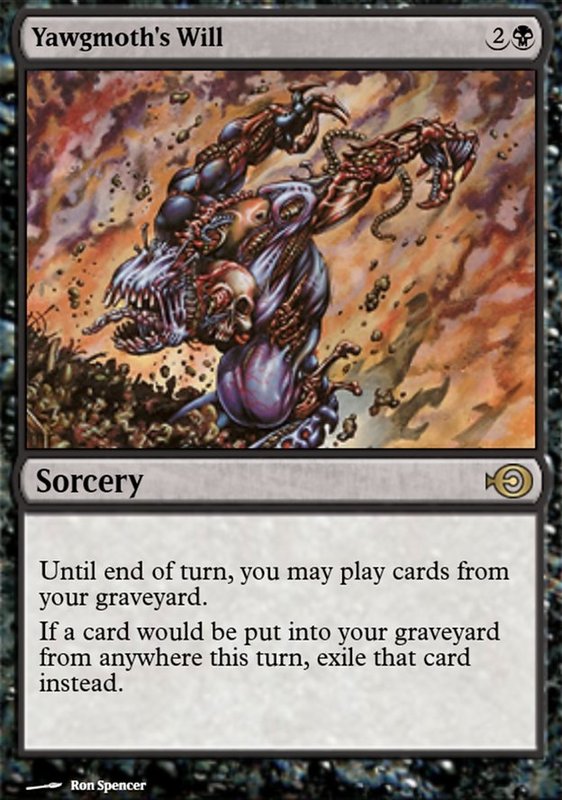 Yawgmoth's Will 2
Sorcery
Until end of turn, you may play cards from
your graveyard.
If a card would be put into your graveyard
from anywhere this turn, exile that card
instead.
Ron Spencer